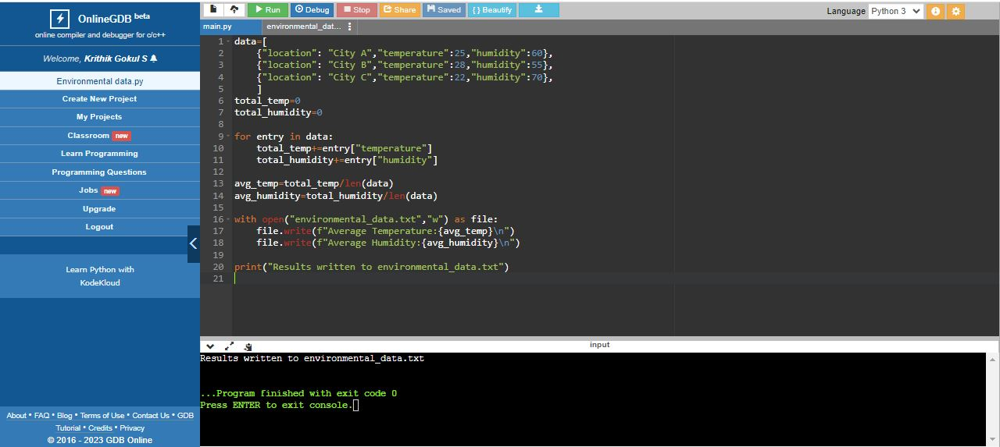 OnlineGDB beta
online compiler and debugger for c/c++
Welcome, Krithik Gokul S
Environmental data.py
Create New Project
My Projects
Classroom new
Learn Programming
Programming Questions
Jobs new
Upgrade
Logout
Learn Python with
KodeKloud
About • FAQ • Blog • Terms of Use • Contact Us • GDB
Tutorial • Credits • Privacy
© 2016 - 2023 GDB Online
Run Debug Stop Share Saved { } Beautify
Language Python 3
main.py environmental_dat...
1 data=[
2     {"location": "City A","temperature":25,"humidity":60},
3     {"location": "City B","temperature":28,"humidity":55},
4     {"location": "City C","temperature":22,"humidity":70},
5     ]
6 total_temp=0
7 total_humidity=0
8
9 for entry in data:
10     total_temp+=entry["temperature"]
11     total_humidity+=entry["humidity"]
12
13 avg_temp=total_temp/len(data)
14 avg_humidity=total_humidity/len(data)
15
16 with open("environmental_data.txt","w") as file:
17     file.write(f"Average Temperature:{avg_temp}\n")
18     file.write(f"Average Humidity:{avg_humidity}\n")
19
20 print("Results written to environmental_data.txt")
21
input
Results written to environmental_data.txt
...Program finished with exit code 0
Press ENTER to exit console.